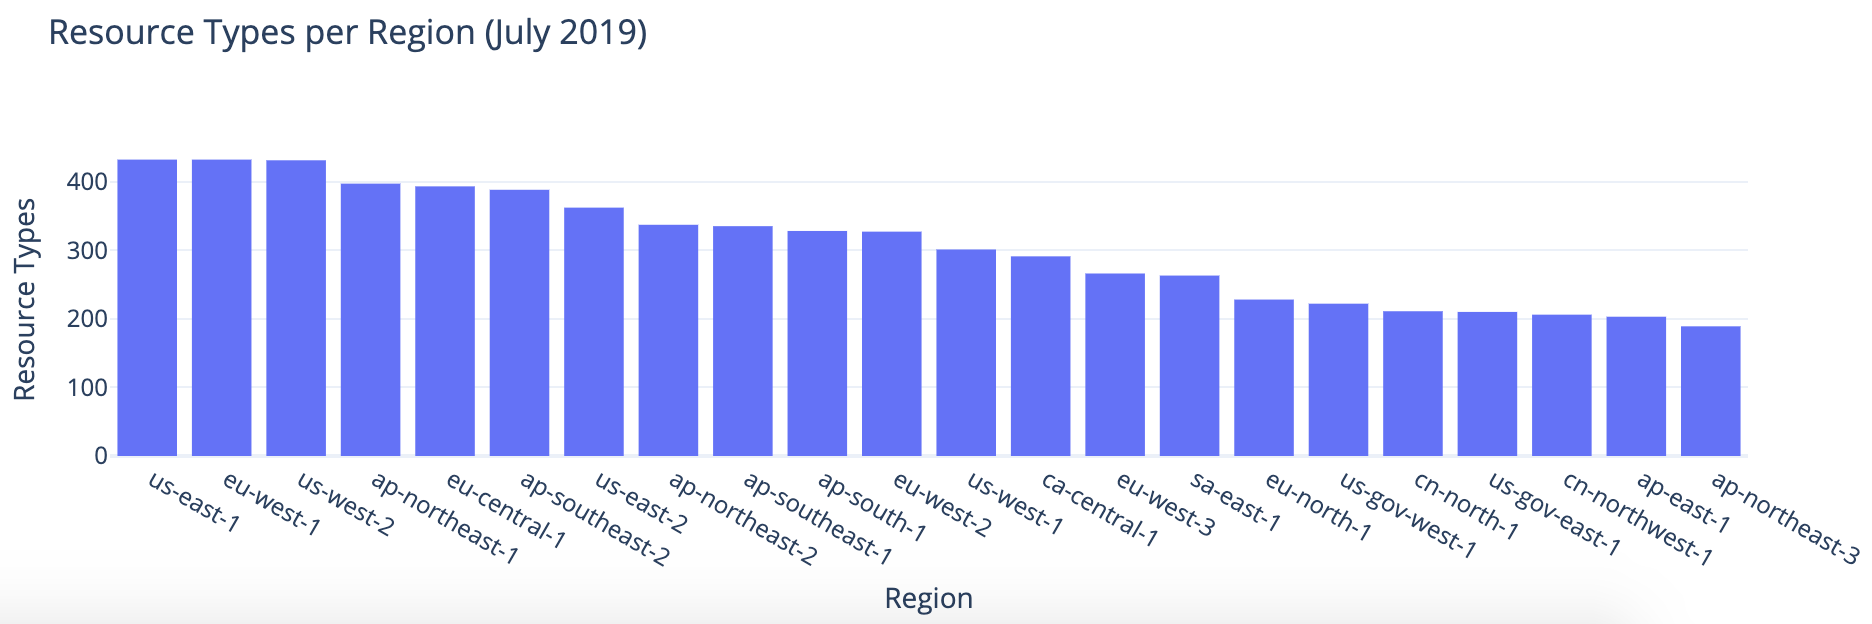 Resource Types per Region (July 2019)
Resource Types
400
300
200
100
0
us-east-1
eu-west-1
us-west-2
ap-northeast-1
eu-central-1
ap-southeast-2
us-east-2
ap-northeast-2
ap-southeast-1
ap-south-1
eu-west-2
us-west-1
ca-central-1
eu-west-3
sa-east-1
eu-north-1
us-gov-west-1
cn-north-1
us-gov-east-1
cn-northwest-1
ap-east-1
ap-northeast-3
Region